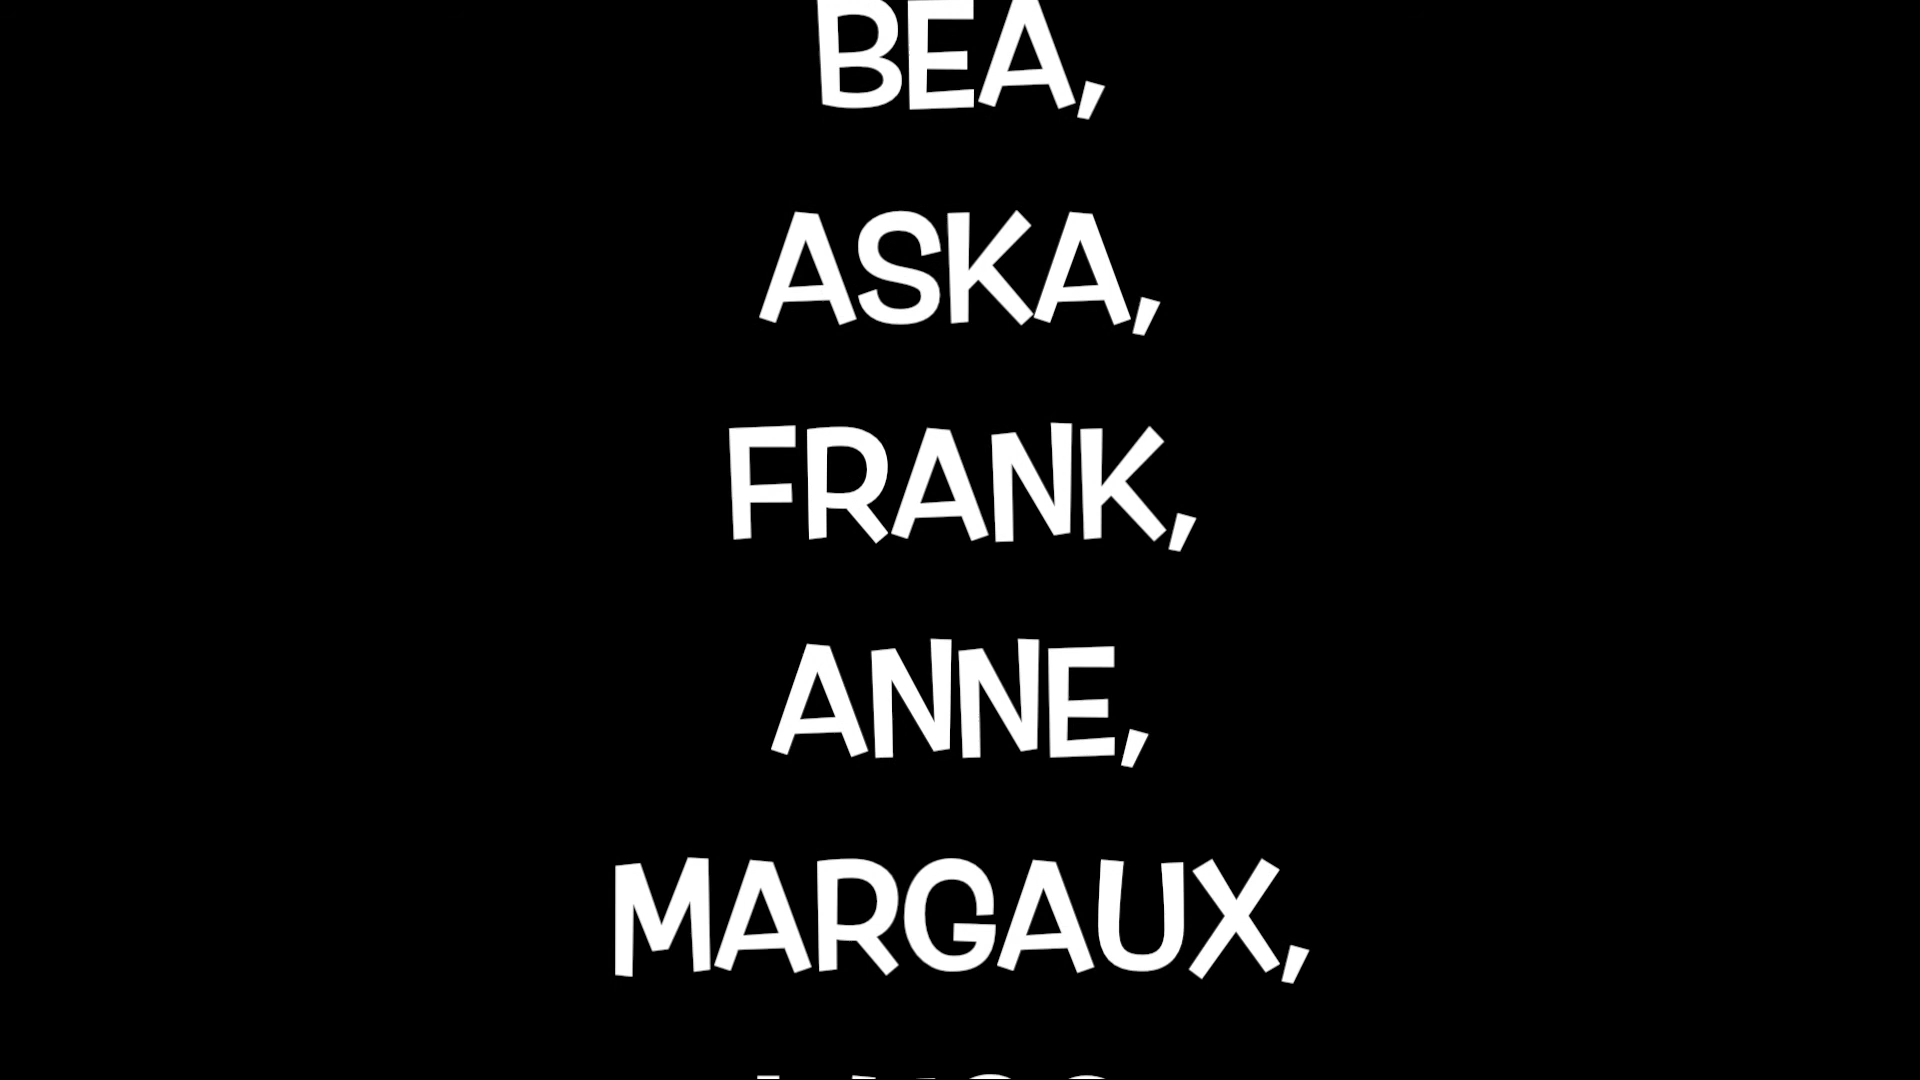 BEA,
ASKA,
FRANK,
ANNE,
MARGAUX,